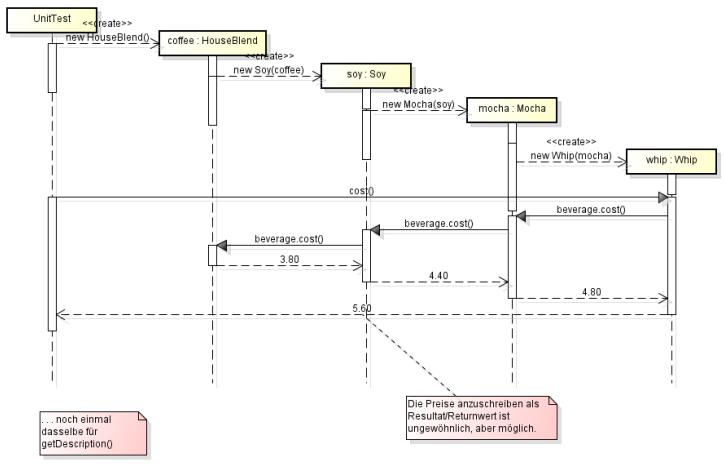 UnitTest
<<create>>
new HouseBlend()
coffee : HouseBlend
<<create>>
new Soy(coffee)
soy : Soy
<<create>>
new Mocha(soy)
mocha : Mocha
<<create>>
new Whip(mocha)
whip : Whip
cost()
beverage.cost()
beverage.cost()
beverage.cost()
3.80
4.40
4.80
5.60
. . . noch einmal
dasselbe für
getDescription()
Die Preise anzuschreiben als
Resultat/Returnwert ist
ungewöhnlich, aber möglich.